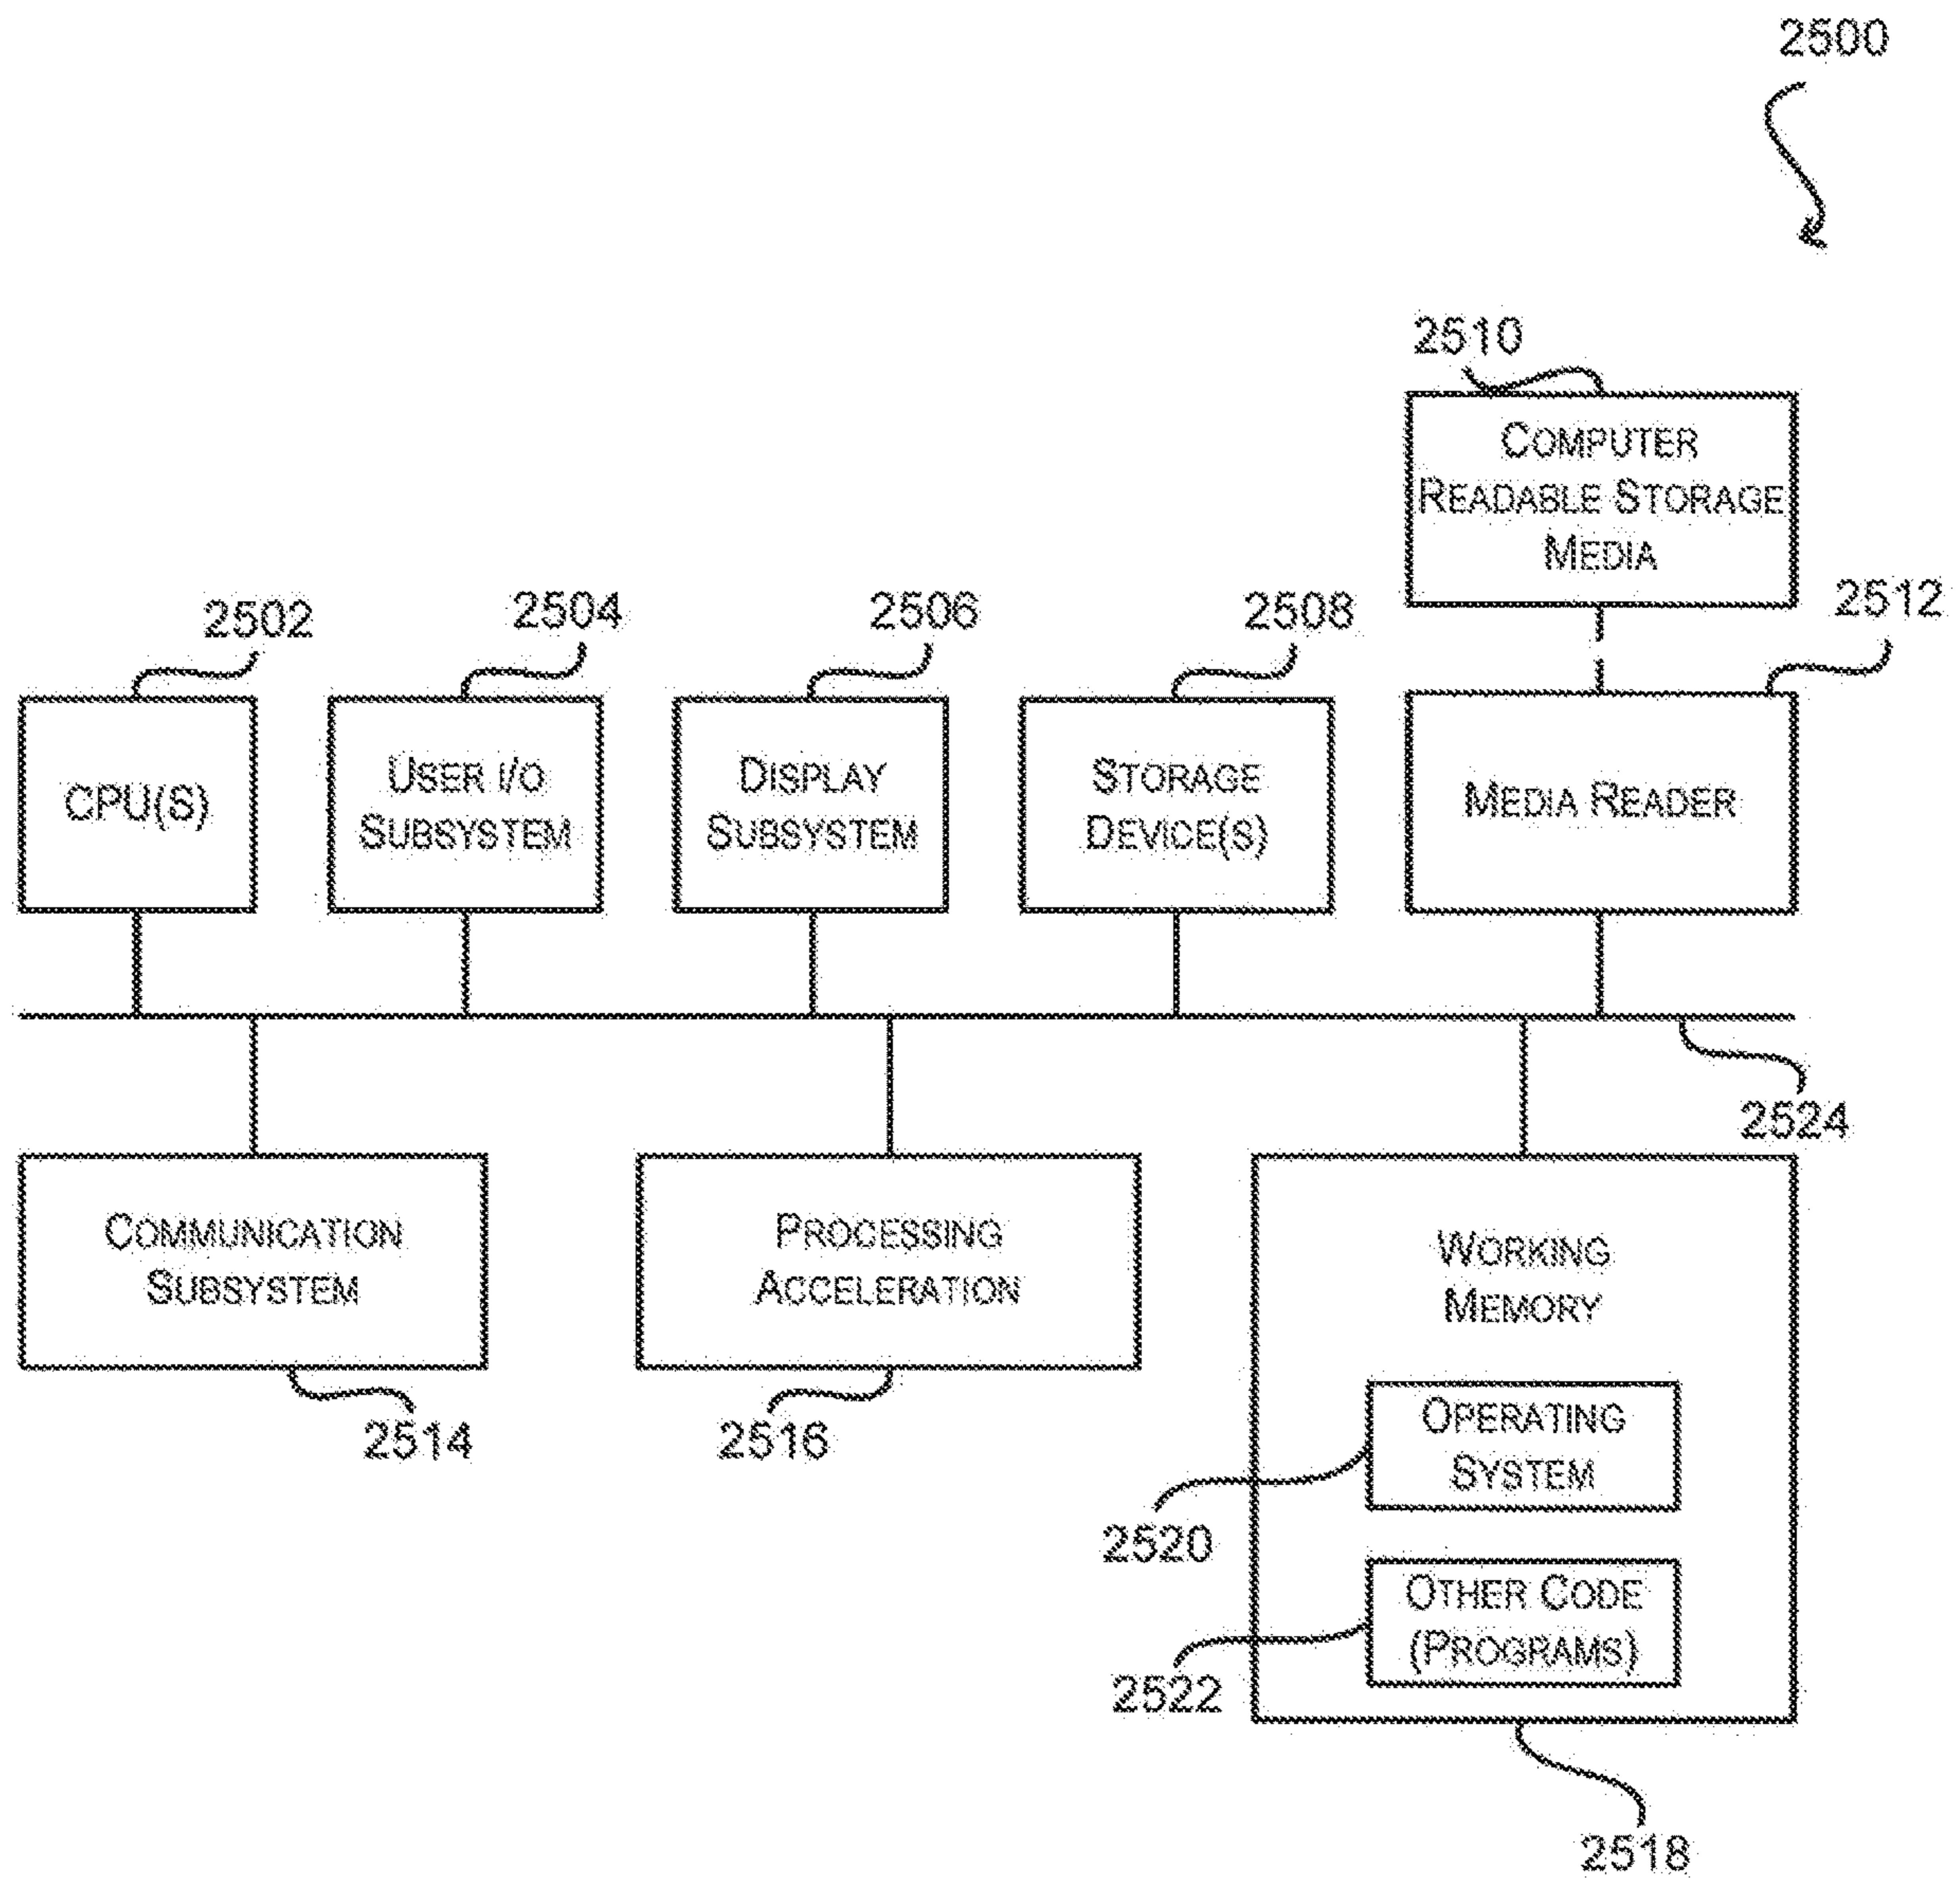 2500
2510
COMPUTER
READABLE STORAGE
MEDIA
2502
2504
2506
2508
2512
CPU(S)
USER I/O
SUBSYSTEM
DISPLAY
SUBSYSTEM
STORAGE
DEVICE(S)
MEDIA READER
2524
COMMUNICATION
SUBSYSTEM
2514
PROCESSING
ACCELERATION
2516
WORKING
MEMORY
OPERATING
SYSTEM
2520
OTHER CODE
(PROGRAMS)
2522
2518